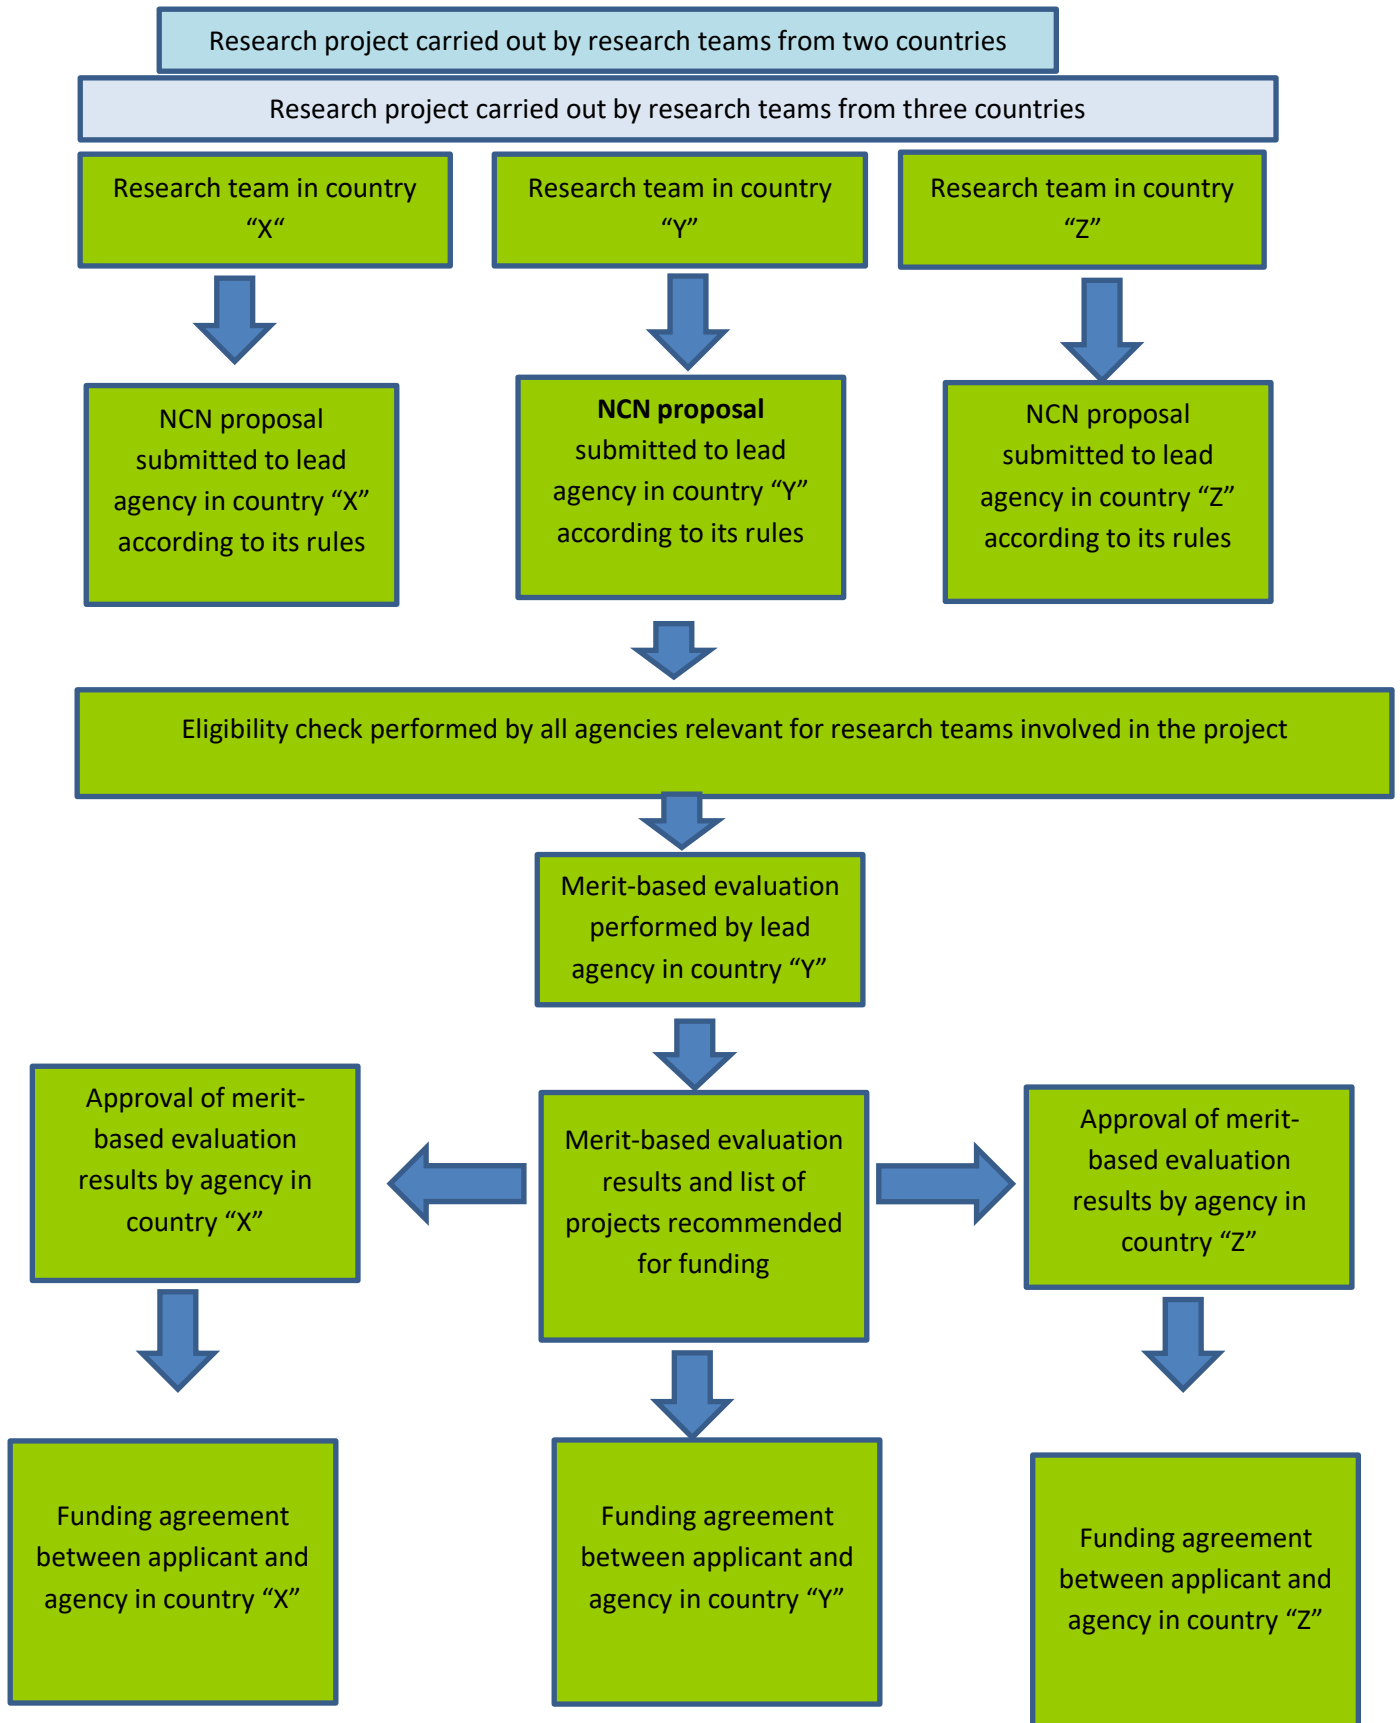 Research project carried out by research teams from two countries
Research project carried out by research teams from three countries
Research team in country
“X“
Research team in country
“Y”
Research team in country
“Z”
NCN proposal
submitted to lead
agency in country “X”
according to its rules
NCN proposal
submitted to lead
agency in country “Y”
according to its rules
NCN proposal
submitted to lead
agency in country “Z”
according to its rules
Eligibility check performed by all agencies relevant for research teams involved in the project
Merit-based evaluation
performed by lead
agency in country “Y”
Approval of merit-
based evaluation
results by agency in
country “X”
Merit-based evaluation
results and list of
projects recommended
for funding
Approval of merit-
based evaluation
results by agency in
country “Z”
Funding agreement
between applicant and
agency in country “X”
Funding agreement
between applicant and
agency in country “Y”
Funding agreement
between applicant and
agency in country “Z”